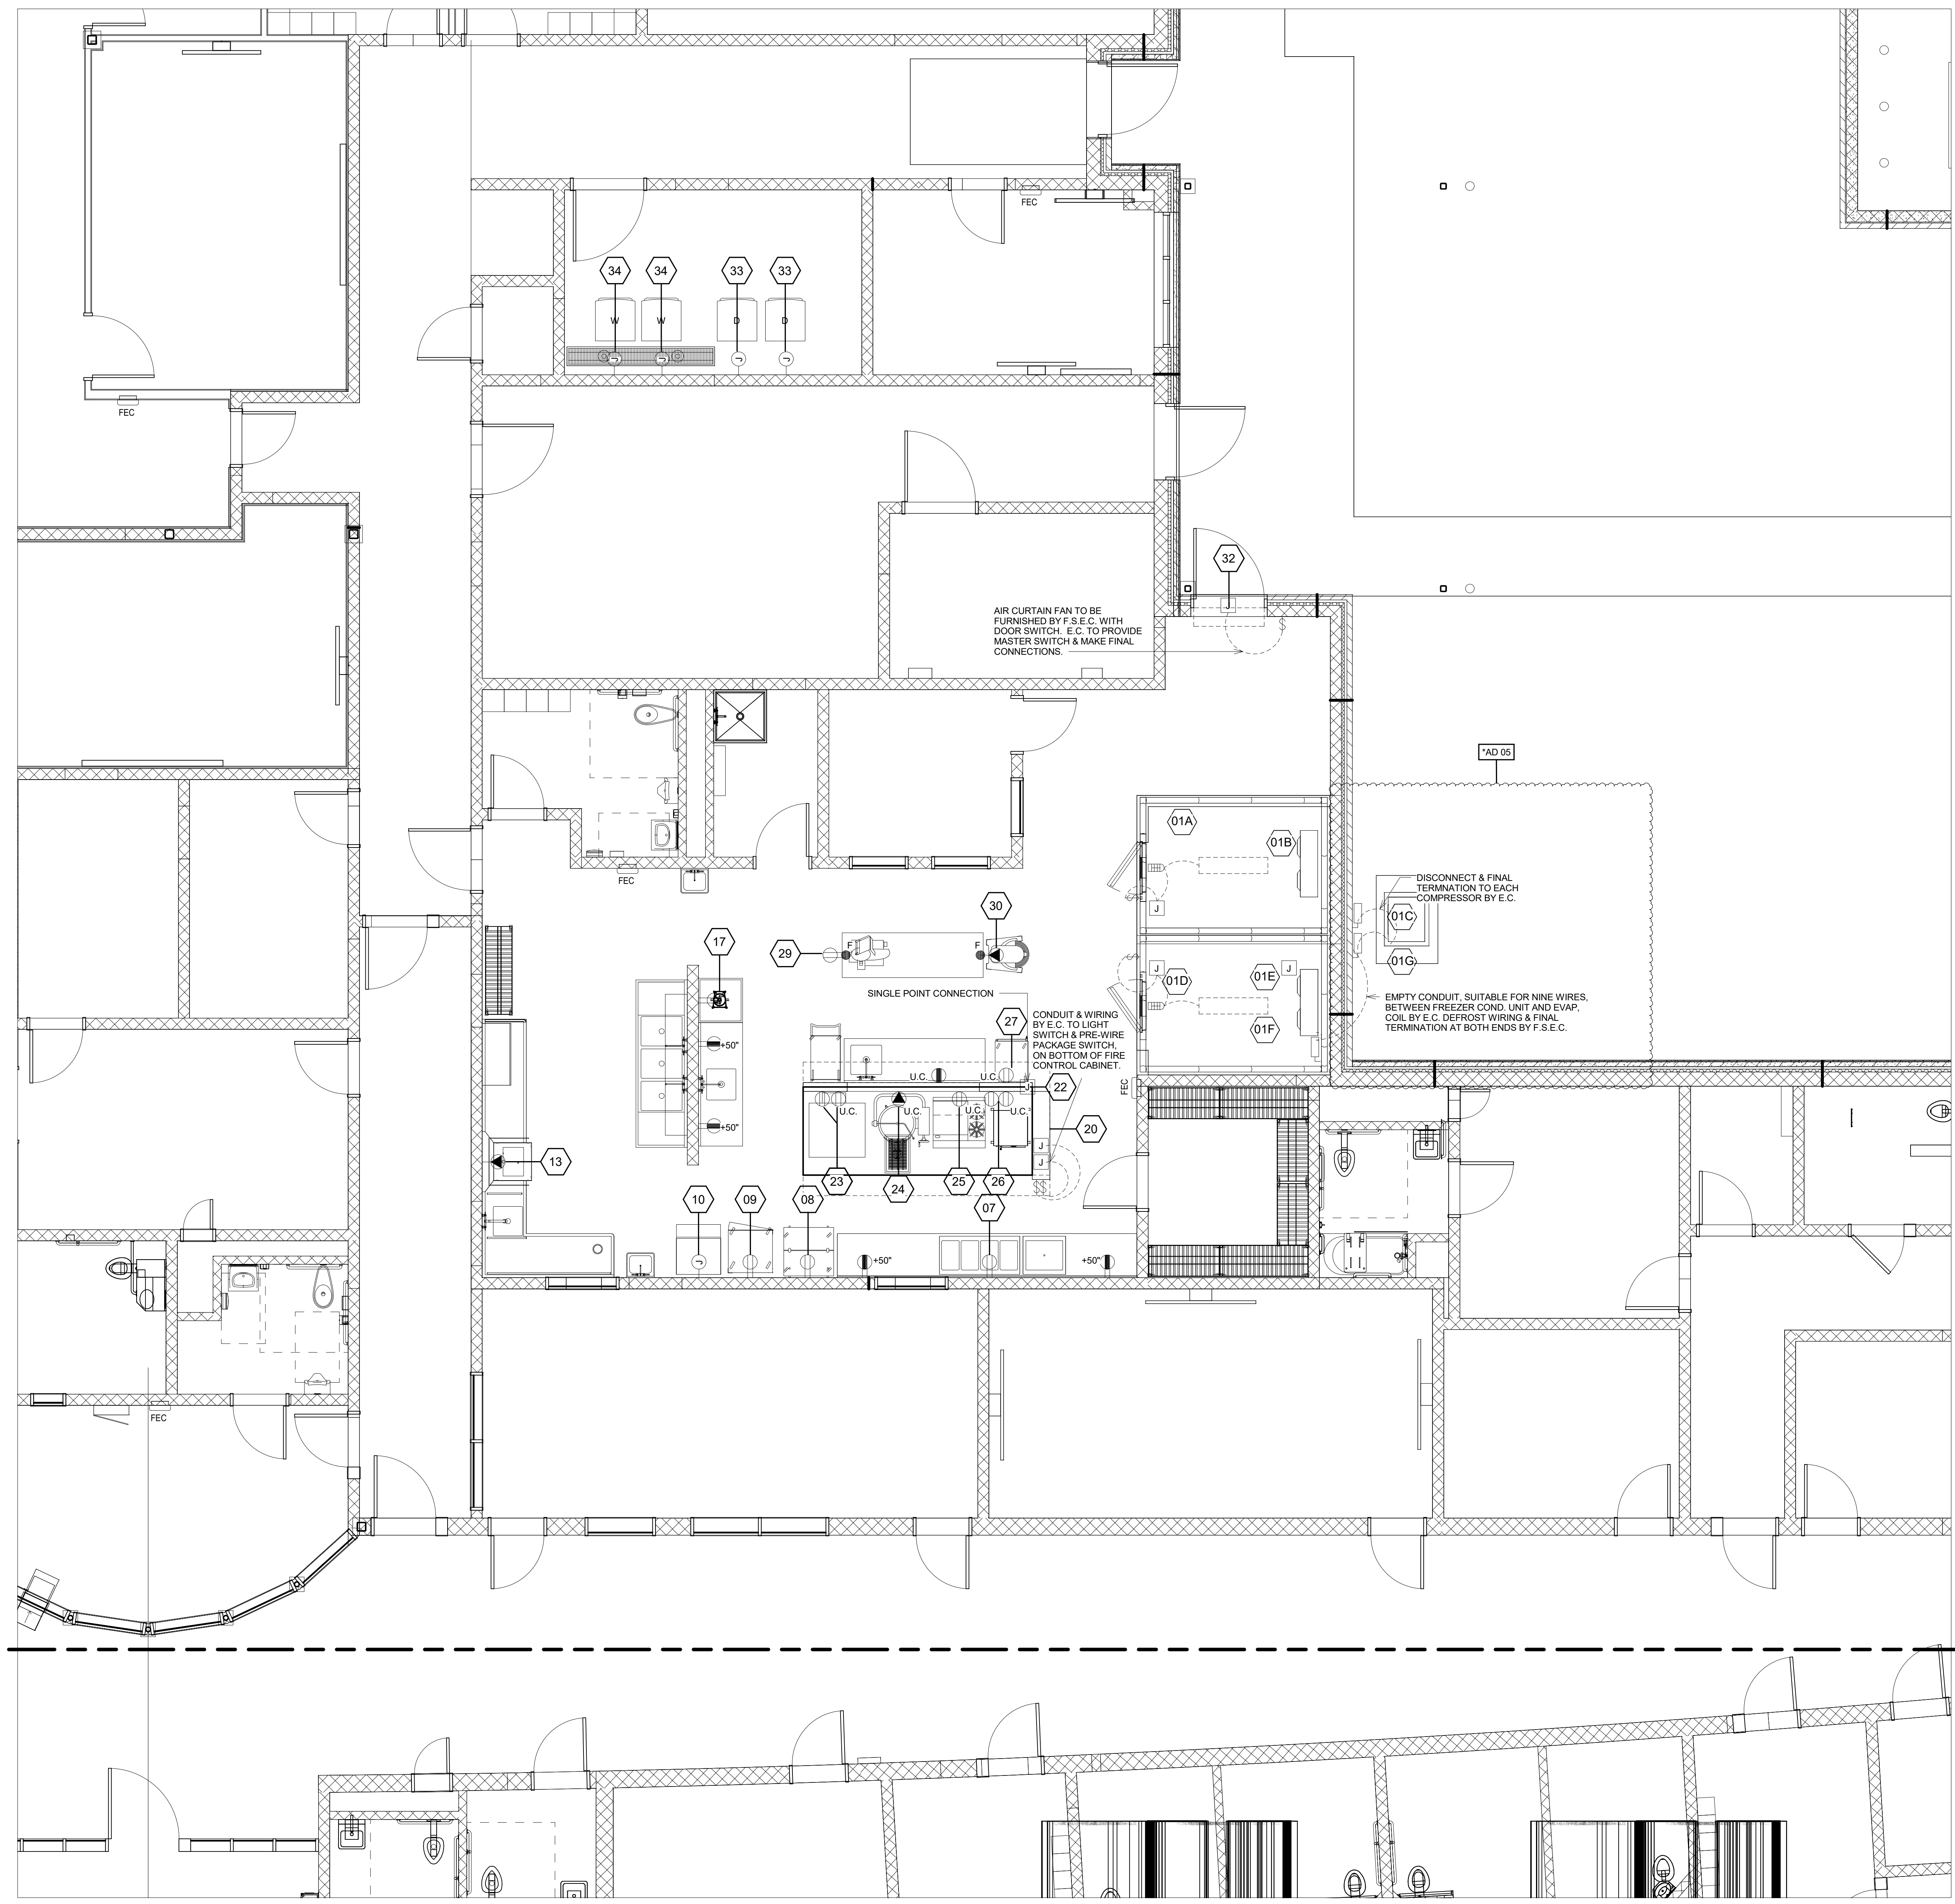 FEC
34
34
33
33
W
W
D
D
J
J
J
J
FEC
32
J
$
AIR CURTAIN FAN TO BE
FURNISHED BY F.S.E.C. WITH
DOOR SWITCH. E.C. TO PROVIDE
MASTER SWITCH & MAKE FINAL
CONNECTIONS.
*AD 05
01A
01B
FEC
$
J
DISCONNECT & FINAL
TERMNATION TO EACH
COMPRESSOR BY E.C.
01C
30
17
29
F
F
01G
$
J
01D
01E
J
01F
SINGLE POINT CONNECTION
EMPTY CONDUIT, SUITABLE FOR NINE WIRES,
BETWEEN FREEZER COND. UNIT AND EVAP,
COIL BY E.C. DEFROST WIRING & FINAL
TERMINATION AT BOTH ENDS BY F.S.E.C.
CONDUIT & WIRING
BY E.C. TO LIGHT
SWITCH & PRE-WIRE
PACKAGE SWITCH,
ON BOTTOM OF FIRE
CONTROL CABINET.
27
+50"
U.C.
U.C.
J
22
FEC
U.C.
U.C.
U.C.
U.C.
20
+50"
J
J
13
23
24
25
26
$$
10
09
08
07
J
+50"
+50"
FEC